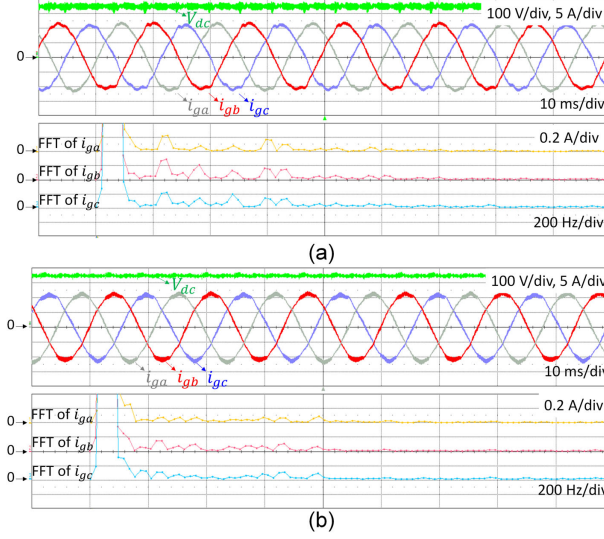 100 V/div, 5 A/div
V_dc
0
i_ga i_gb i_gc
10 ms/div
0.2 A/div
0 FFT of i_ga
0 FFT of i_gb
0 FFT of i_gc
200 Hz/div
(a)
100 V/div, 5 A/div
V_dc
0
i_ga i_gb i_gc
10 ms/div
0.2 A/div
0 FFT of i_ga
0 FFT of i_gb
0 FFT of i_gc
200 Hz/div
(b)